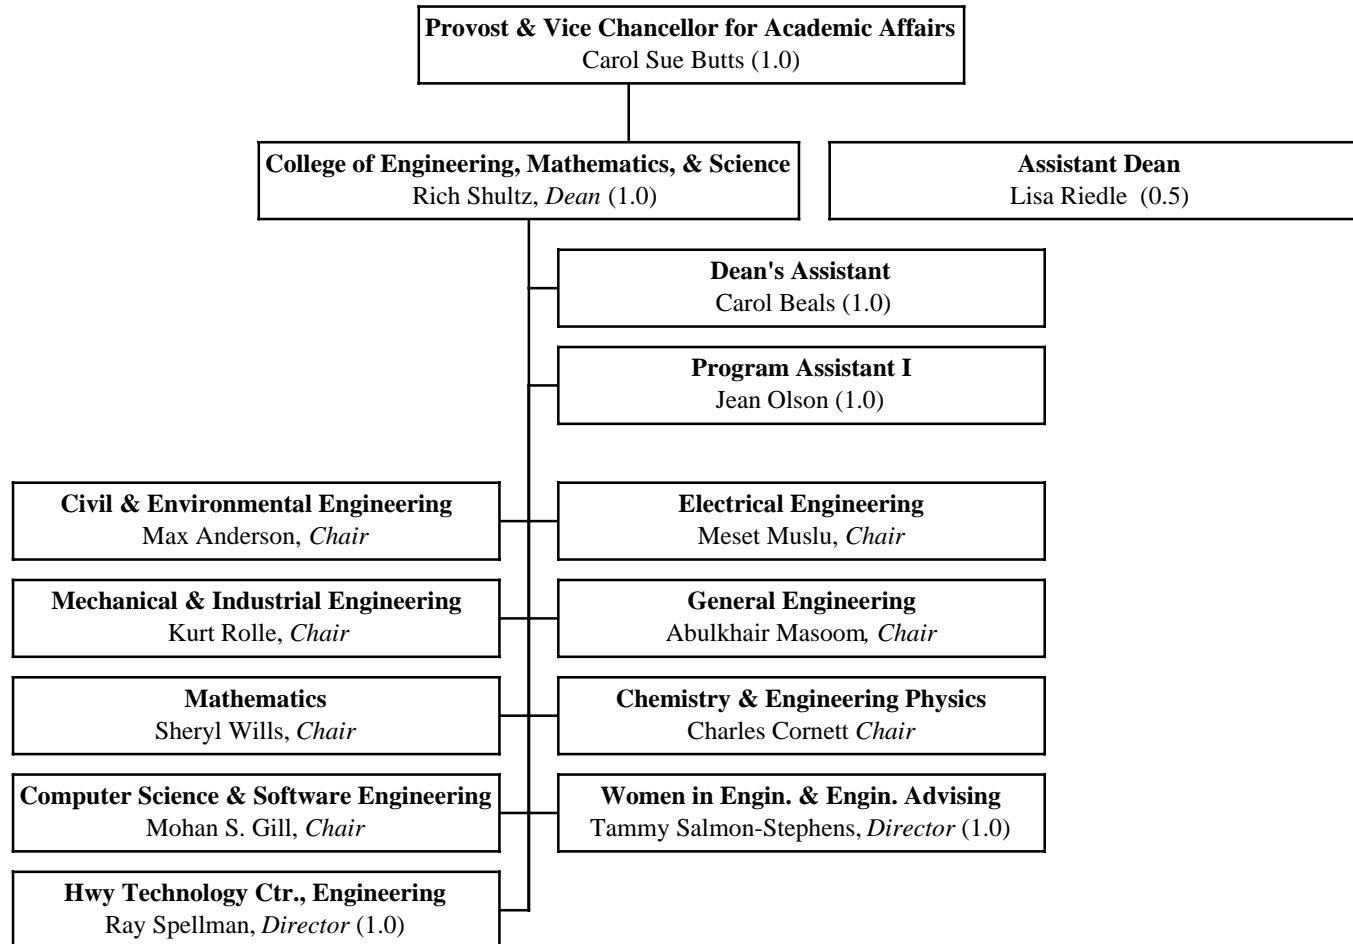 Provost & Vice Chancellor for Academic Affairs
Carol Sue Butts (1.0)
College of Engineering, Mathematics, & Science
Rich Shultz, Dean (1.0)
Assistant Dean
Lisa Riedle (0.5)
Dean's Assistant
Carol Beals (1.0)
Program Assistant I
Jean Olson (1.0)
Civil & Environmental Engineering
Max Anderson, Chair
Electrical Engineering
Meset Muslu, Chair
Mechanical & Industrial Engineering
Kurt Rolle, Chair
General Engineering
Abulkhair Masoom, Chair
Mathematics
Sheryl Wills, Chair
Chemistry & Engineering Physics
Charles Cornett Chair
Computer Science & Software Engineering
Mohan S. Gill, Chair
Women in Engin. & Engin. Advising
Tammy Salmon-Stephens, Director (1.0)
Hwy Technology Ctr., Engineering
Ray Spellman, Director (1.0)